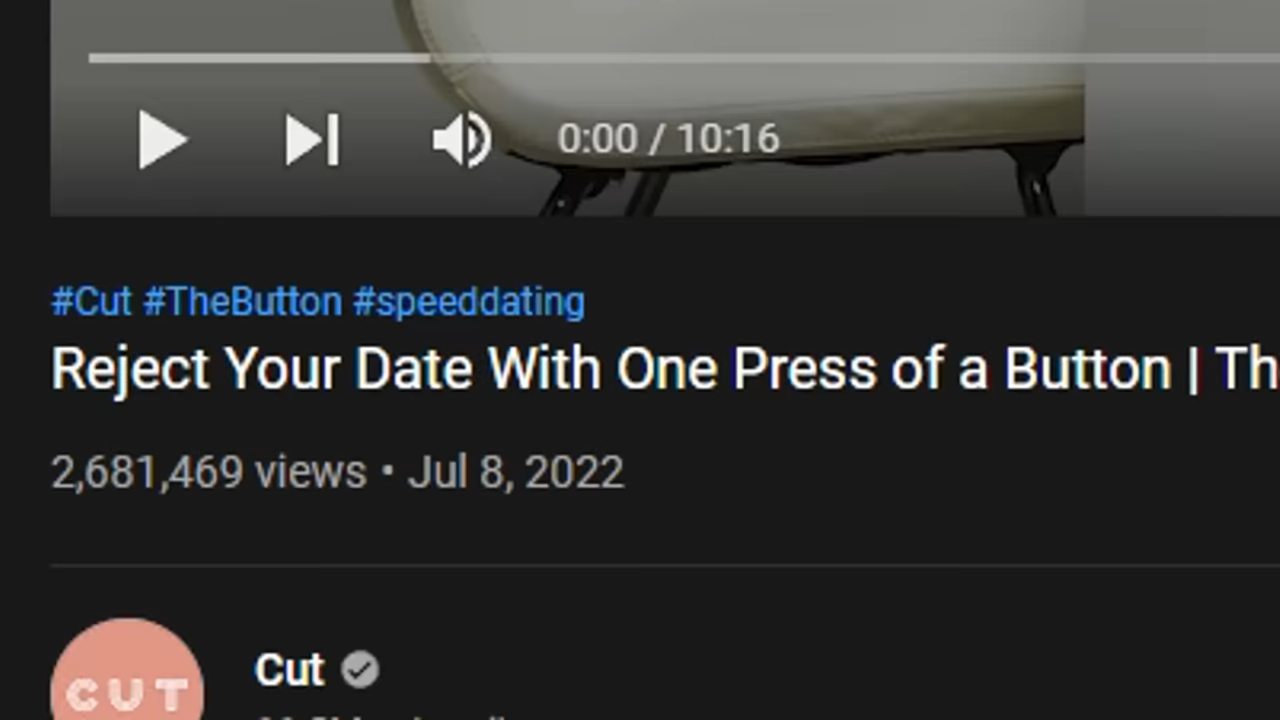 0:00 / 10:16
#Cut #TheButton #speeddating
Reject Your Date With One Press of a Button | Th
2,681,469 views • Jul 8, 2022
Cut
CUT